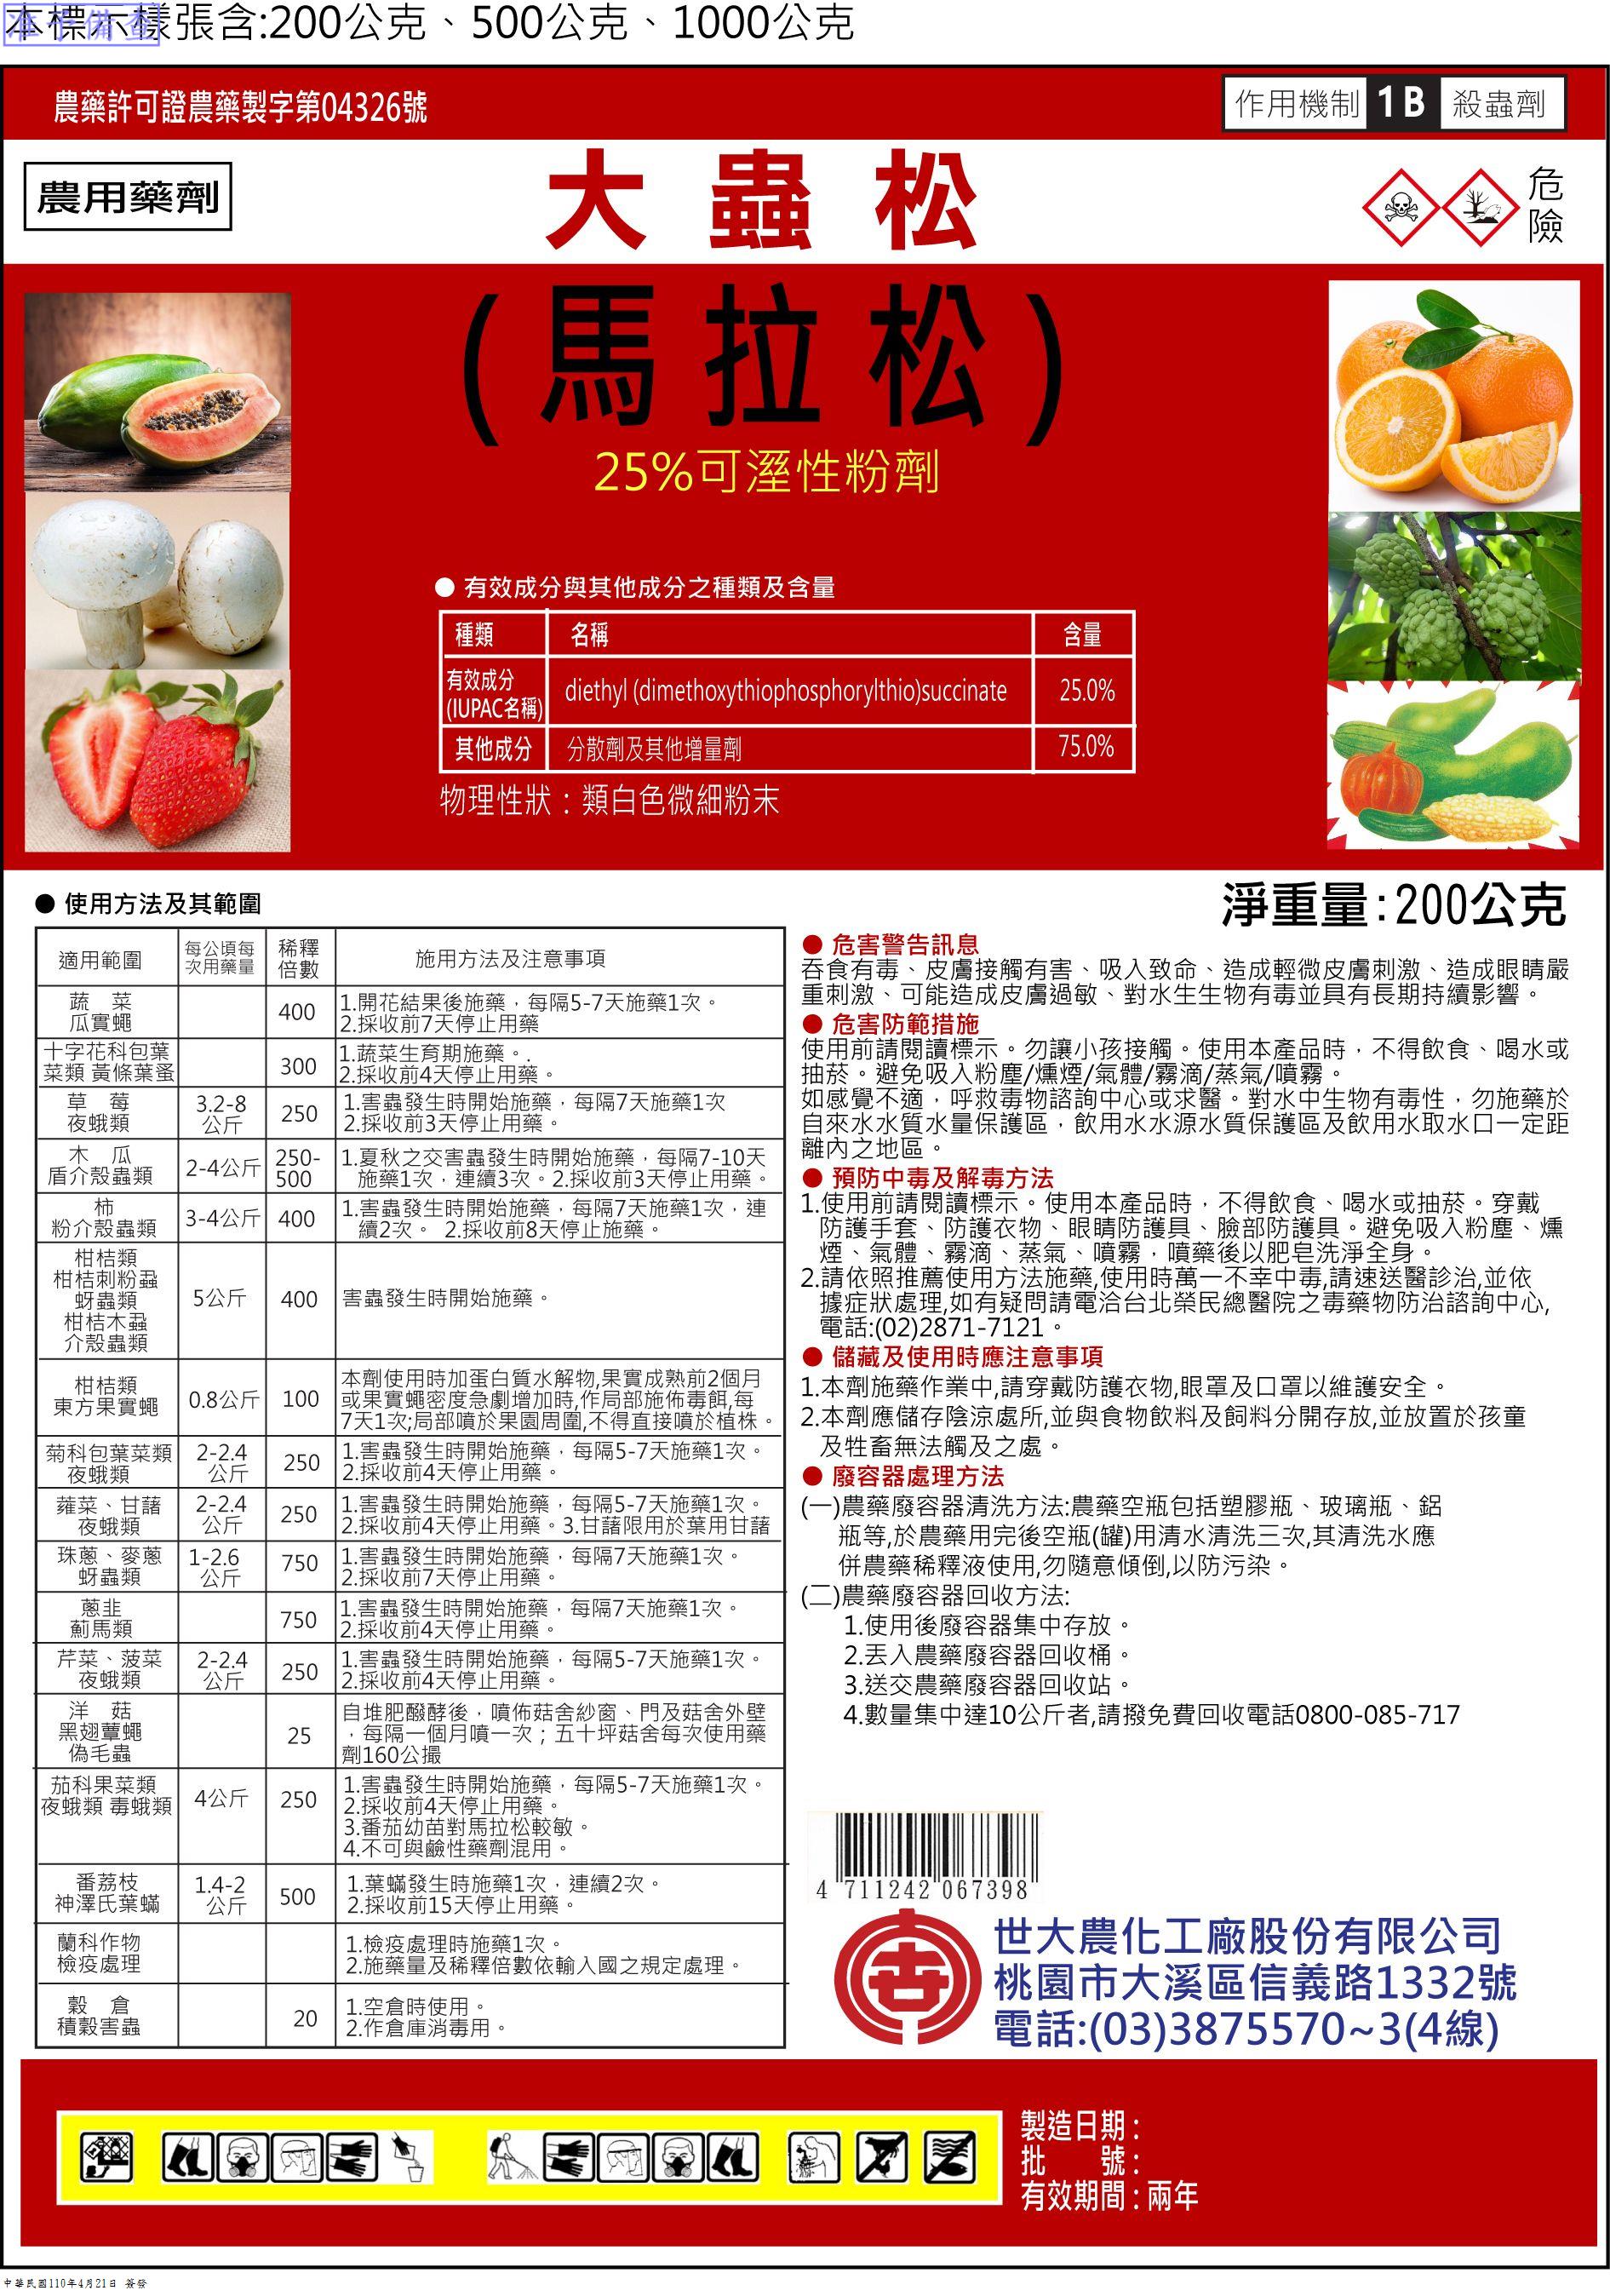 本標示樣張含:200公克、500公克、1000公克
准予備查
農藥許可證農藥製字第04326號
作用機制 1B 殺蟲劑
農用藥劑
大蟲松
危險
(馬拉松)
25%可溼性粉劑
● 有效成分與其他成分之種類及含量
種類 名稱 含量
有效成分(IUPAC名稱) diethyl (dimethoxythiophosphorylthio)succinate 25.0%
其他成分 分散劑及其他增量劑 75.0%
物理性狀：類白色微細粉末
● 使用方法及其範圍
適用範圍 每公頃每次用藥量 稀釋倍數 施用方法及注意事項
蔬 菜
瓜實蠅
400
1.開花結果後施藥，每隔5-7天施藥1次。
2.採收前7天停止用藥
十字花科包葉
菜類 黃條葉蚤
300
1.蔬菜生育期施藥。.
2.採收前4天停止用藥。
草 莓
夜蛾類
3.2-8
公斤
250
1.害蟲發生時開始施藥，每隔7天施藥1次
2.採收前3天停止用藥。
木 瓜
盾介殼蟲類
2-4公斤
250-
500
1.夏秋之交害蟲發生時開始施藥，每隔7-10天
施藥1次，連續3次。2.採收前3天停止用藥。
柿
粉介殼蟲類
3-4公斤
400
1.害蟲發生時開始施藥，每隔7天施藥1次，連
續2次。 2.採收前8天停止施藥。
柑桔類
柑桔刺粉蝨
蚜蟲類
柑桔木蝨
介殼蟲類
5公斤
400
害蟲發生時開始施藥。
柑桔類
東方果實蠅
0.8公斤
100
本劑使用時加蛋白質水解物,果實成熟前2個月
或果實蠅密度急劇增加時,作局部施佈毒餌,每
7天1次;局部噴於果園周圍,不得直接噴於植株。
菊科包葉菜類
夜蛾類
2-2.4
公斤
250
1.害蟲發生時開始施藥，每隔5-7天施藥1次。
2.採收前4天停止用藥。
蕹菜、甘藷
夜蛾類
2-2.4
公斤
250
1.害蟲發生時開始施藥，每隔5-7天施藥1次。
2.採收前4天停止用藥。3.甘藷限用於葉用甘藷
珠蔥、麥蔥
蚜蟲類
1-2.6
公斤
750
1.害蟲發生時開始施藥，每隔7天施藥1次。
2.採收前7天停止用藥。
蔥韭
薊馬類
750
1.害蟲發生時開始施藥，每隔7天施藥1次。
2.採收前4天停止用藥。
芹菜、菠菜
夜蛾類
2-2.4
公斤
250
1.害蟲發生時開始施藥，每隔5-7天施藥1次。
2.採收前4天停止用藥。
洋 菇
黑翅蕈蠅
偽毛蟲
25
自堆肥醱酵後，噴佈菇舍紗窗、門及菇舍外壁
，每隔一個月噴一次；五十坪菇舍每次使用藥
劑160公撮
茄科果菜類
夜蛾類 毒蛾類
4公斤
250
1.害蟲發生時開始施藥，每隔5-7天施藥1次。
2.採收前4天停止用藥。
3.番茄幼苗對馬拉松較敏。
4.不可與鹼性藥劑混用。
番荔枝
神澤氏葉蟎
1.4-2
公斤
500
1.葉蟎發生時施藥1次，連續2次。
2.採收前15天停止用藥。
蘭科作物
檢疫處理
1.檢疫處理時施藥1次。
2.施藥量及稀釋倍數依輸入國之規定處理。
穀 倉
積穀害蟲
20
1.空倉時使用。
2.作倉庫消毒用。
淨重量:200公克
● 危害警告訊息
吞食有毒、皮膚接觸有害、吸入致命、造成輕微皮膚刺激、造成眼睛嚴
重刺激、可能造成皮膚過敏、對水生生物有毒並具有長期持續影響。
● 危害防範措施
使用前請閱讀標示。勿讓小孩接觸。使用本產品時，不得飲食、喝水或
抽菸。避免吸入粉塵/燻煙/氣體/霧滴/蒸氣/噴霧。
如感覺不適，呼救毒物諮詢中心或求醫。對水中生物有毒性，勿施藥於
自來水水質水量保護區，飲用水水源水質保護區及飲用水取水口一定距
離內之地區。
● 預防中毒及解毒方法
1.使用前請閱讀標示。使用本產品時，不得飲食、喝水或抽菸。穿戴
防護手套、防護衣物、眼睛防護具、臉部防護具。避免吸入粉塵、燻
煙、氣體、霧滴、蒸氣、噴霧，噴藥後以肥皂洗淨全身。
2.請依照推薦使用方法施藥,使用時萬一不幸中毒,請速送醫診治,並依
據症狀處理,如有疑問請電洽台北榮民總醫院之毒藥物防治諮詢中心,
電話:(02)2871-7121。
● 儲藏及使用時應注意事項
1.本劑施藥作業中,請穿戴防護衣物,眼罩及口罩以維護安全。
2.本劑應儲存陰涼處所,並與食物飲料及飼料分開存放,並放置於孩童
及牲畜無法觸及之處。
● 廢容器處理方法
(一)農藥廢容器清洗方法:農藥空瓶包括塑膠瓶、玻璃瓶、鋁
瓶等,於農藥用完後空瓶(罐)用清水清洗三次,其清洗水應
併農藥稀釋液使用,勿隨意傾倒,以防污染。
(二)農藥廢容器回收方法:
1.使用後廢容器集中存放。
2.丟入農藥廢容器回收桶。
3.送交農藥廢容器回收站。
4.數量集中達10公斤者,請撥免費回收電話0800-085-717
4 711242 067398
世大農化工廠股份有限公司
桃園市大溪區信義路1332號
電話:(03)3875570~3(4線)
製造日期：
批 號：
有效期間：兩年
中華民國110年4月21日 簽發